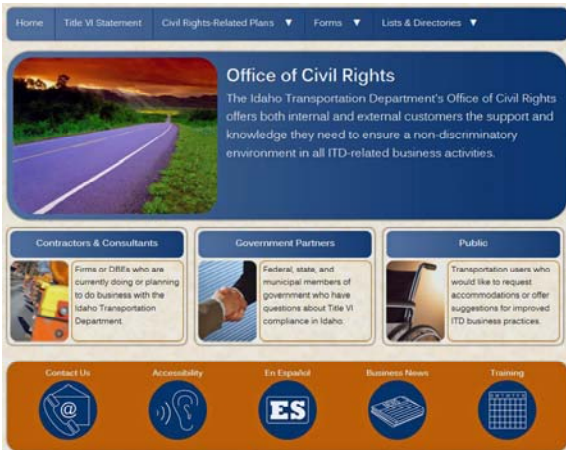 Home Title VI Statement Civil Rights-Related Plans ▼ Forms ▼ Lists & Directories ▼
Office of Civil Rights
The Idaho Transportation Department's Office of Civil Rights
offers both internal and external customers the support and
knowledge they need to ensure a non-discriminatory
environment in all ITD-related business activities.
Contractors & Consultants
Firms or DBEs who are
currently doing or planning
to do business with the
Idaho Transportation
Department.
Government Partners
Federal, state, and
municipal members of
government who have
questions about Title VI
compliance in Idaho.
Public
Transportation users who
would like to request
accommodations or offer
suggestions for improved
ITD business practices.
Contact Us Accessibility En Español Business News Training
@ ES